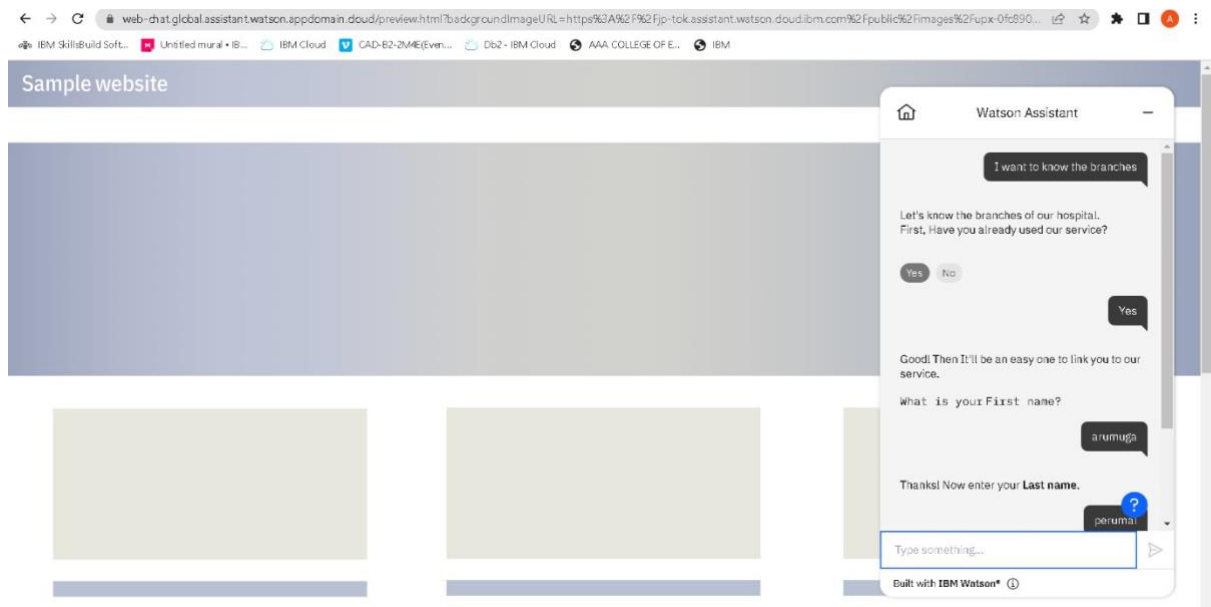 web-chat.global.assistant.watson.appdomain.cloud/preview.html?backgroundImageURL=https%3A%2F%2Fjp-tok.assistant.watson.cloud.ibm.com%2Fpublic%2Fimages%2Fupx-0fc890...
A
IBM SkillsBuild Soft... Untitled mural • IB... IBM Cloud CAD-B2-2M4E(Even... Db2 - IBM Cloud AAA COLLEGE OF E... IBM
Sample website
Watson Assistant
I want to know the branches
Let's know the branches of our hospital.
First, Have you already used our service?
Yes No
Yes
Good! Then It'll be an easy one to link you to our
service.
What is your First name?
arumuga
Thanks! Now enter your Last name.
?
perumal
Type something...
Built with IBM Watson®